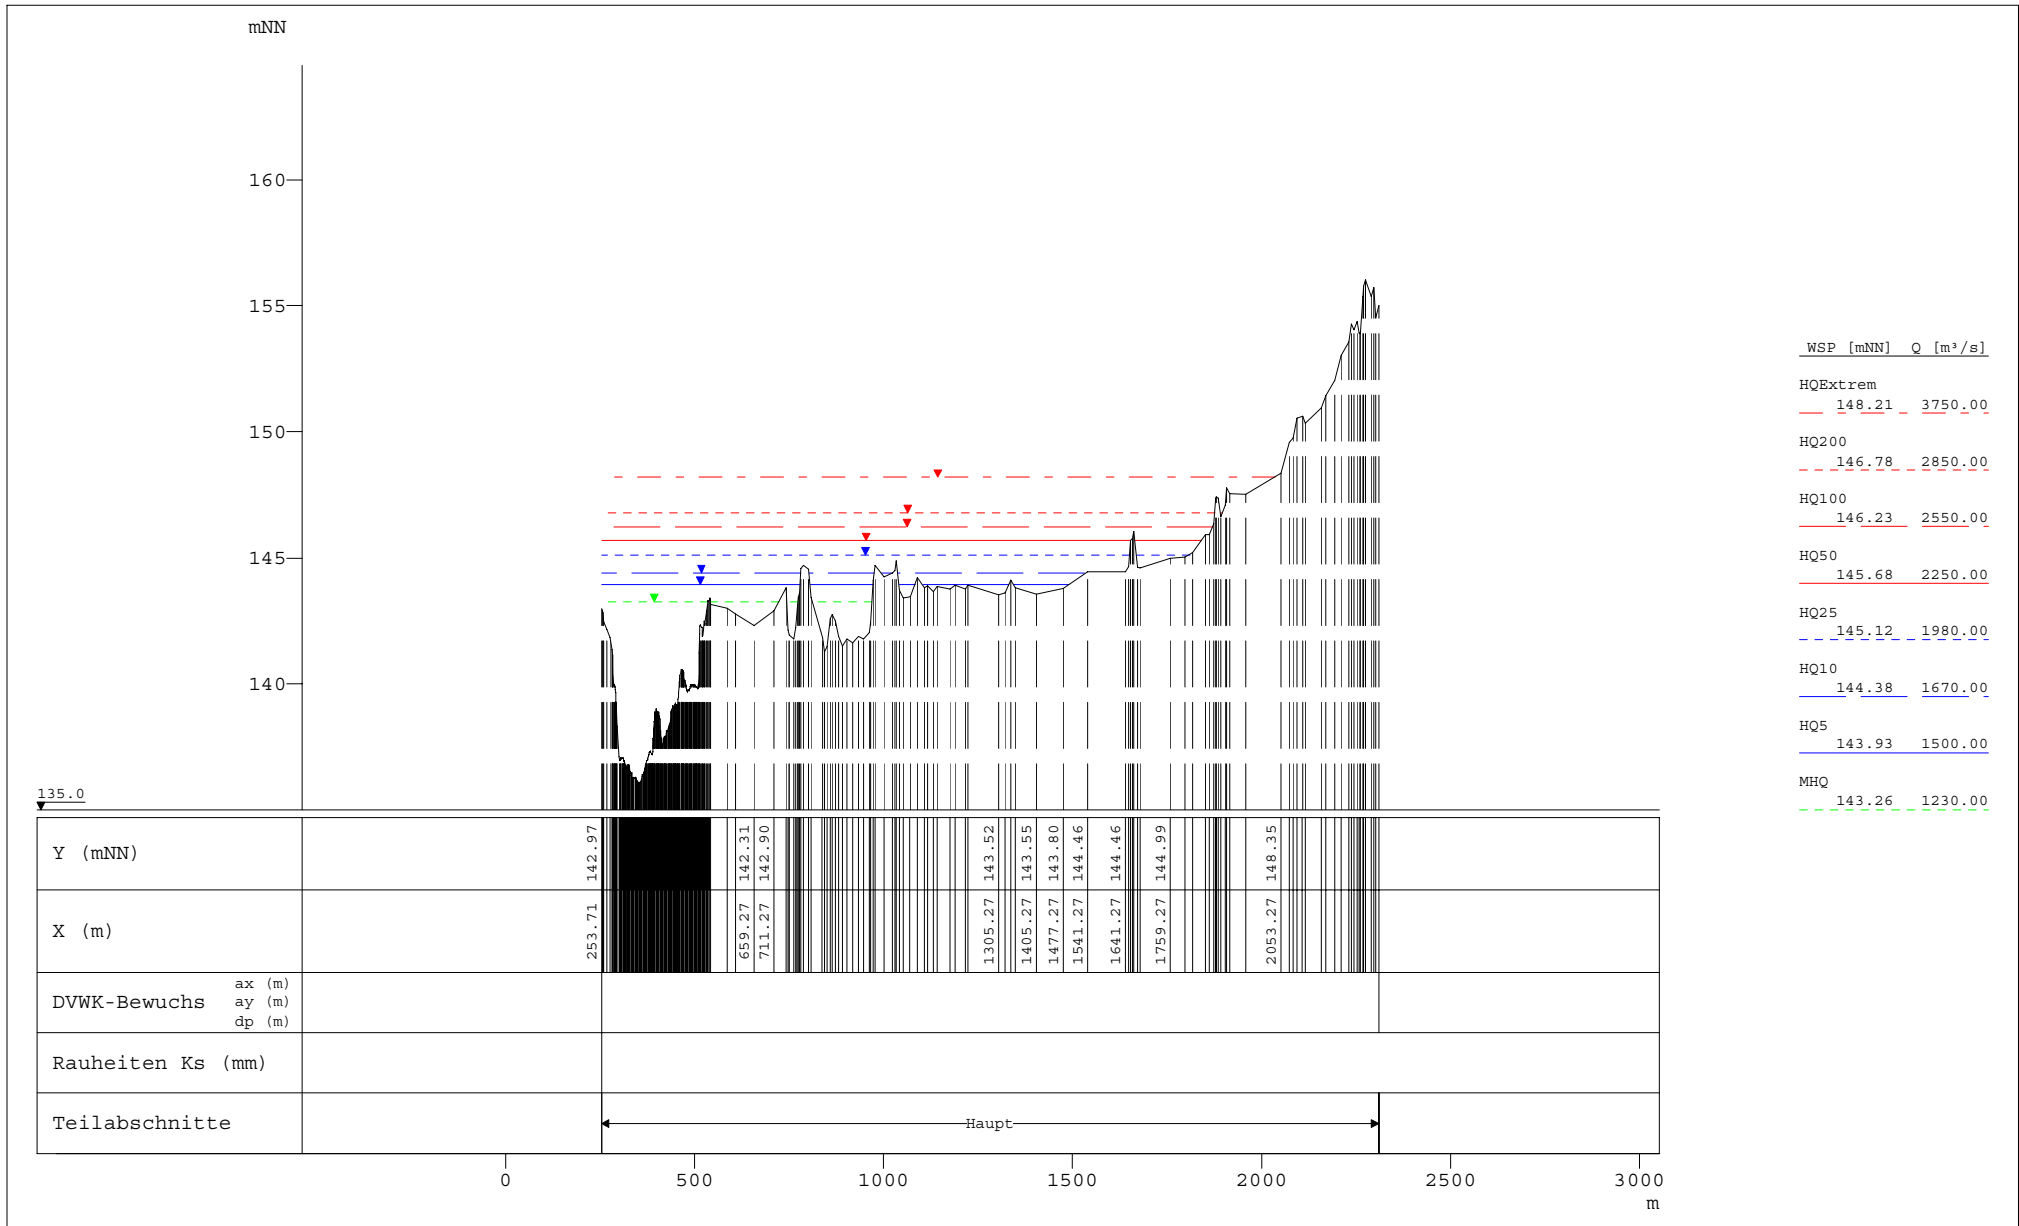 mNN
160
155
150
145
140
135.0
WSP [mNN] Q [m³/s]
HQExtrem
148.21 3750.00
HQ200
146.78 2850.00
HQ100
146.23 2550.00
HQ50
145.68 2250.00
HQ25
145.12 1980.00
HQ10
144.38 1670.00
HQ5
143.93 1500.00
MHQ
143.26 1230.00
Y (mNN)
142.97 142.31 142.90 143.52 143.55 143.80 144.46 144.46 144.99 148.35
X (m)
253.71 659.27 711.27 1305.27 1405.27 1477.27 1541.27 1641.27 1759.27 2053.27
DVWK-Bewuchs
ax (m)
ay (m)
dp (m)
Rauheiten Ks (mm)
Teilabschnitte
Haupt
0 500 1000 1500 2000 2500 3000
m